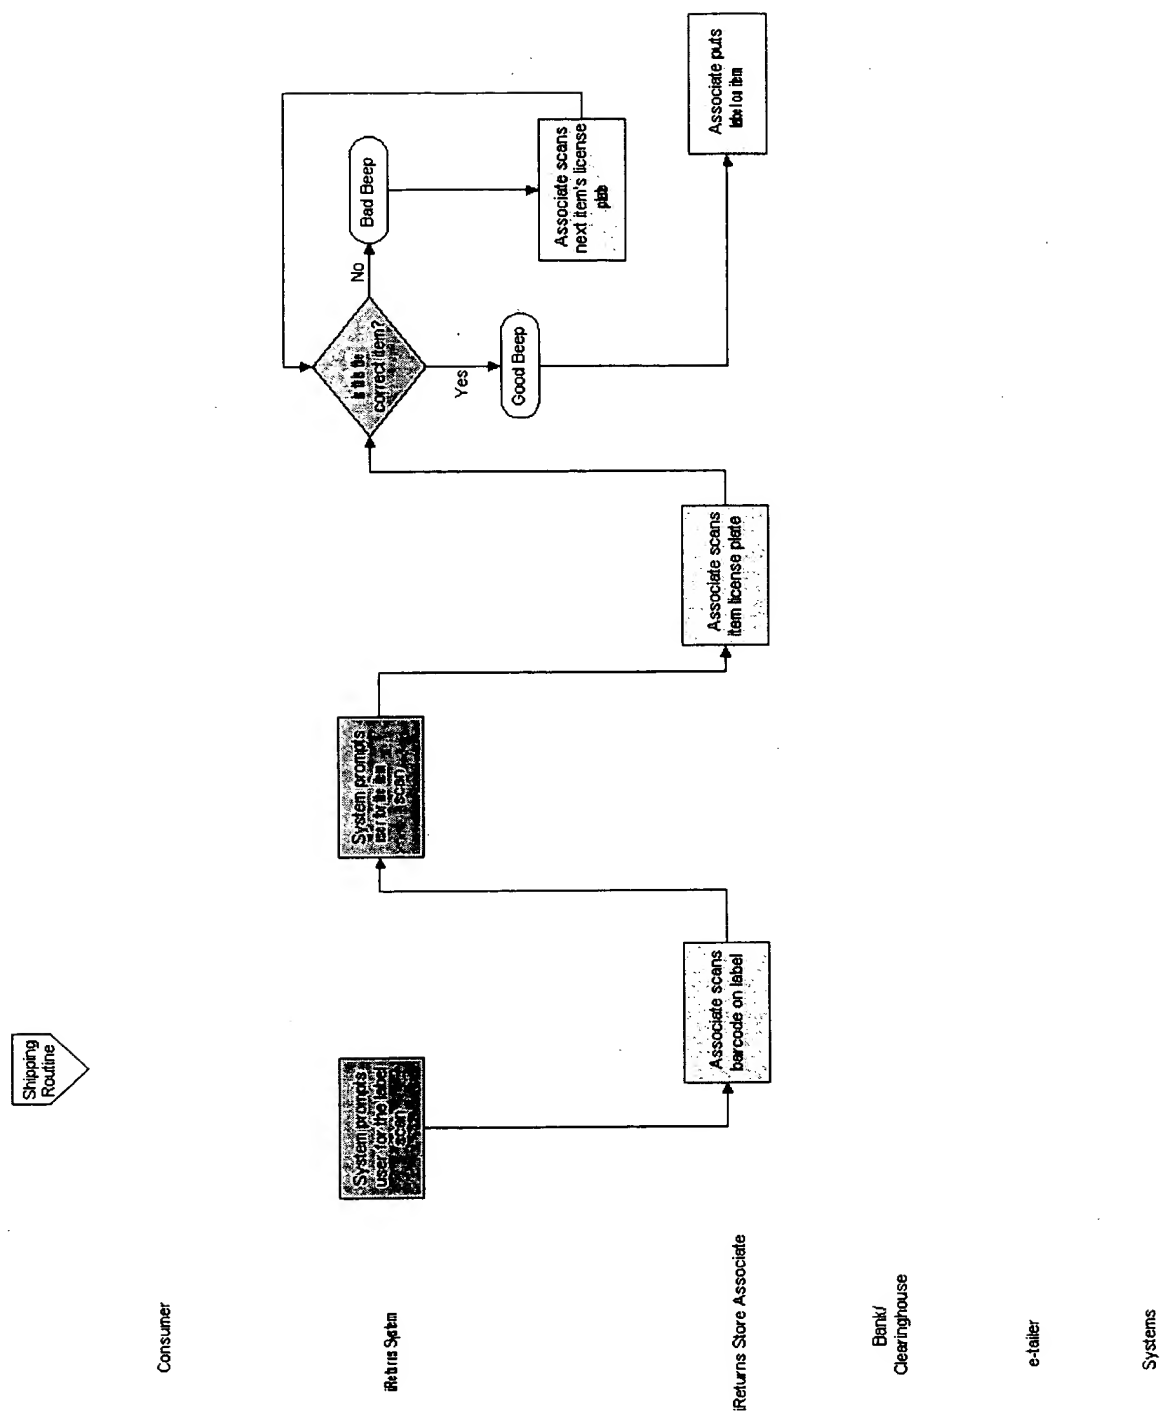 Shipping
Routine
Consumer
iReturns System
System prompts
user for the label
scan
System prompts
user for the item
scan
is this the
correct item?
No
Bad Beep
Yes
Good Beep
Associate scans
next item's license
plate
iReturns Store Associate
Associate scans
barcode on label
Associate scans
item license plate
Associate puts
label on item
Bank/
Clearinghouse
e-tailer
Systems